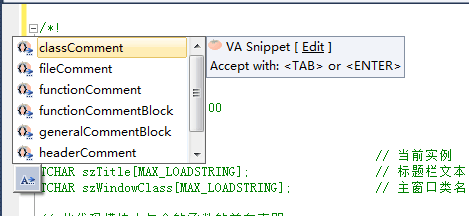 /*!
classComment
fileComment
functionComment
functionCommentBlock
generalCommentBlock
headerComment
VA Snippet [ Edit ]
Accept with: <TAB> or <ENTER>
00
// 当前实例
TCHAR szTitle[MAX_LOADSTRING]; // 标题栏文本
TCHAR szWindowClass[MAX_LOADSTRING]; // 主窗口类名